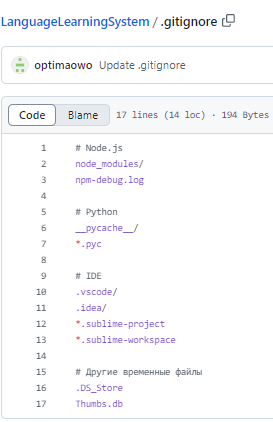 LanguageLearningSystem / .gitignore
optimaowo Update .gitignore
Code Blame 17 lines (14 loc) · 194 Bytes
1 # Node.js
2 node_modules/
3 npm-debug.log
4
5 # Python
6 __pycache__/
7 *.pyc
8
9 # IDE
10 .vscode/
11 .idea/
12 *.sublime-project
13 *.sublime-workspace
14
15 # Другие временные файлы
16 .DS_Store
17 Thumbs.db